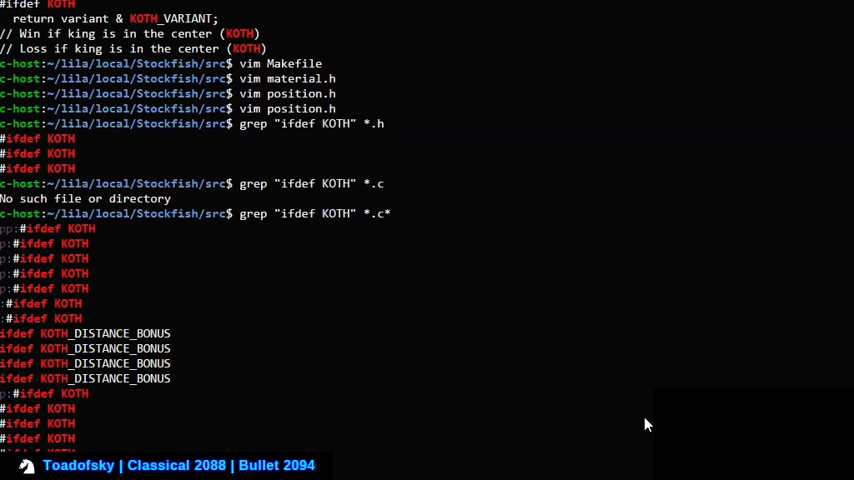 #ifdef KOTH
return variant & KOTH_VARIANT;
// Win if king is in the center (KOTH)
// Loss if king is in the center (KOTH)
c-host:~/lila/local/Stockfish/src$ vim Makefile
c-host:~/lila/local/Stockfish/src$ vim material.h
c-host:~/lila/local/Stockfish/src$ vim position.h
c-host:~/lila/local/Stockfish/src$ vim position.h
c-host:~/lila/local/Stockfish/src$ grep "ifdef KOTH" *.h
#ifdef KOTH
#ifdef KOTH
#ifdef KOTH
c-host:~/lila/local/Stockfish/src$ grep "ifdef KOTH" *.c
No such file or directory
c-host:~/lila/local/Stockfish/src$ grep "ifdef KOTH" *.c*
pp:#ifdef KOTH
p:#ifdef KOTH
p:#ifdef KOTH
p:#ifdef KOTH
p:#ifdef KOTH
:#ifdef KOTH
:#ifdef KOTH
ifdef KOTH_DISTANCE_BONUS
ifdef KOTH_DISTANCE_BONUS
ifdef KOTH_DISTANCE_BONUS
ifdef KOTH_DISTANCE_BONUS
p:#ifdef KOTH
#ifdef KOTH
#ifdef KOTH
#ifdef KOTH
Toadofsky | Classical 2088 | Bullet 2094